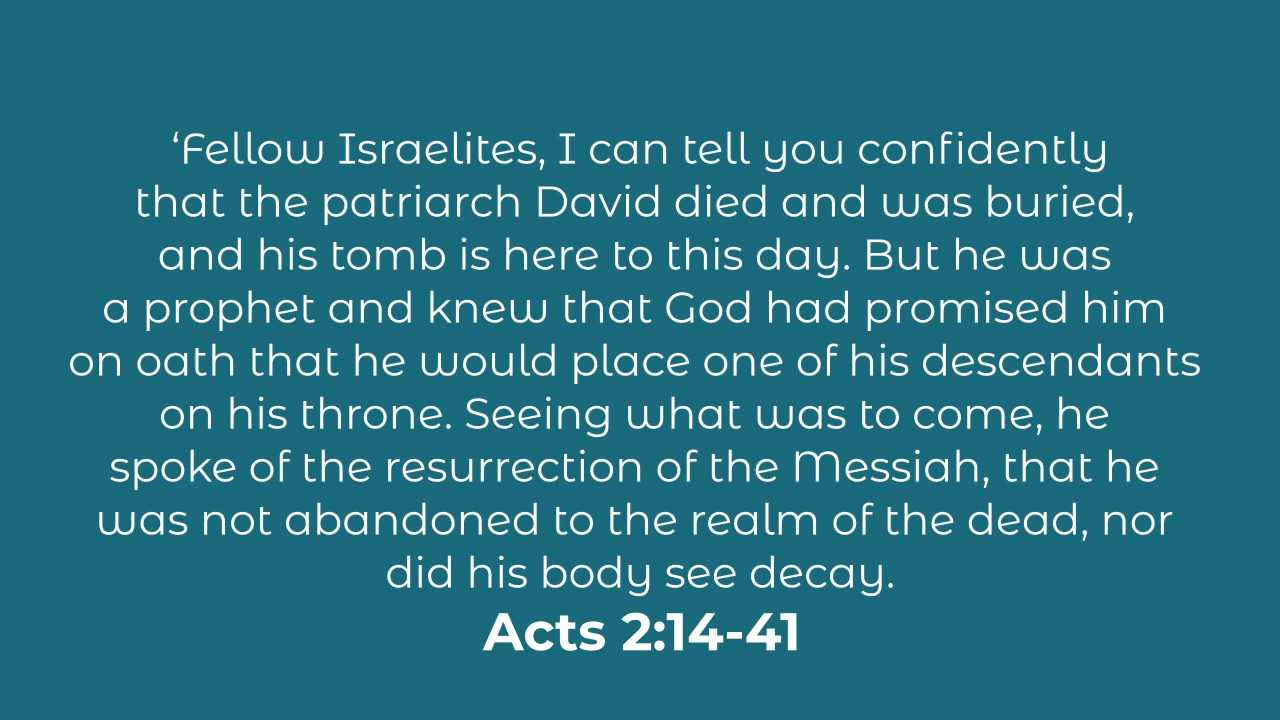 ‘Fellow Israelites, I can tell you confidently
that the patriarch David died and was buried,
and his tomb is here to this day. But he was
a prophet and knew that God had promised him
on oath that he would place one of his descendants
on his throne. Seeing what was to come, he
spoke of the resurrection of the Messiah, that he
was not abandoned to the realm of the dead, nor
did his body see decay.
Acts 2:14-41